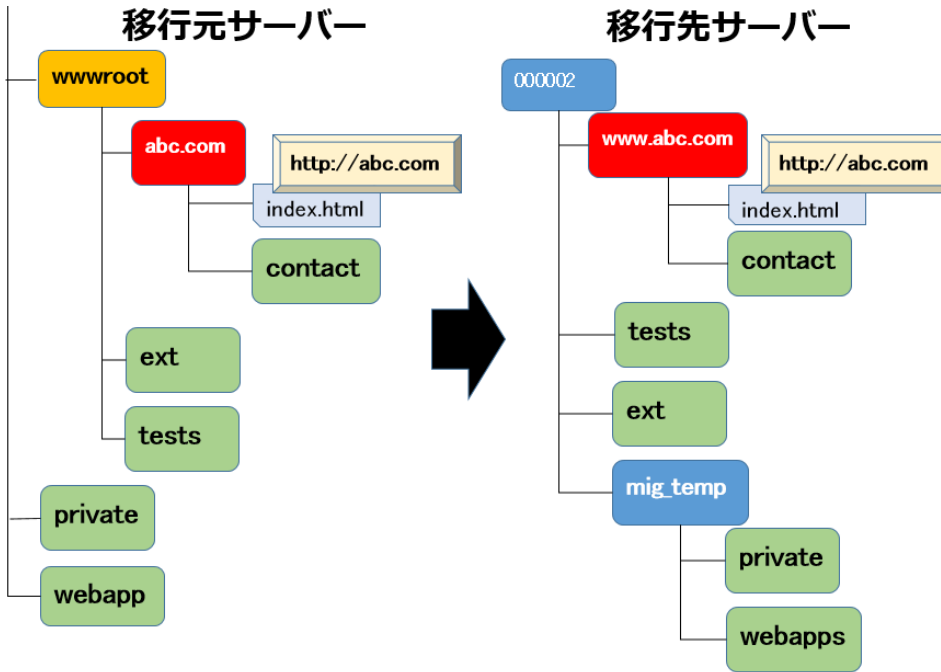 移行元サーバー
wwwroot
abc.com
http://abc.com
index.html
contact
ext
tests
private
webapp
移行先サーバー
000002
www.abc.com
http://abc.com
index.html
contact
tests
ext
mig_temp
private
webapps